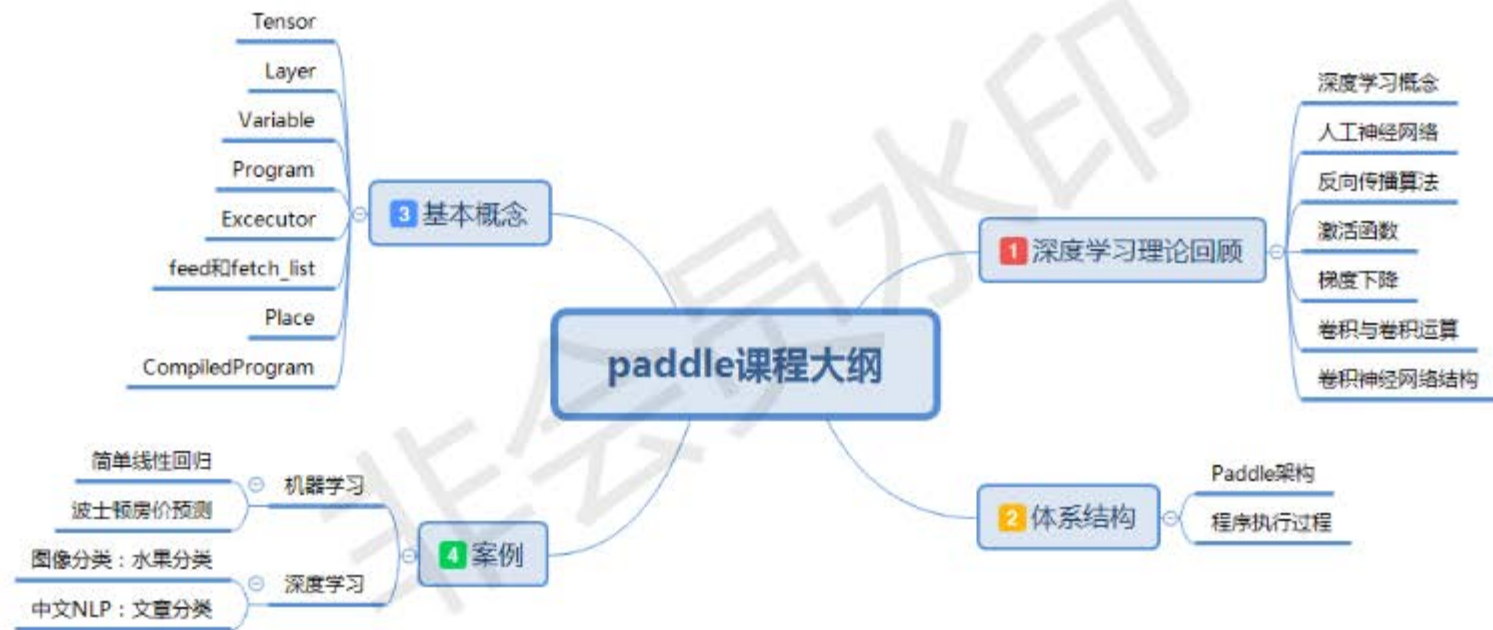 paddle课程大纲
1 深度学习理论回顾
深度学习概念
人工神经网络
反向传播算法
激活函数
梯度下降
卷积与卷积运算
卷积神经网络结构
2 体系结构
Paddle架构
程序执行过程
3 基本概念
Tensor
Layer
Variable
Program
Excecutor
feed和fetch_list
Place
CompiledProgram
4 案例
机器学习
简单线性回归
波士顿房价预测
深度学习
图像分类：水果分类
中文NLP：文章分类
非会员水印